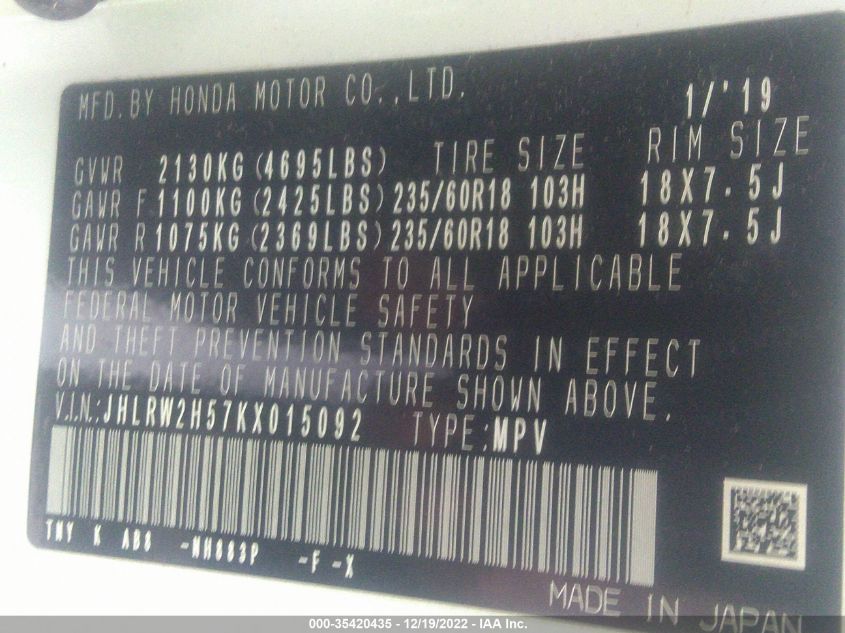 MFD.BY HONDA MOTOR CO.,LTD. 1/'19
GVWR 2130KG(4695LBS) TIRE SIZE RIM SIZE
GAWR F 1100KG(2425LBS) 235/60R18 103H 18X7.5J
GAWR R 1075KG(2369LBS) 235/60R18 103H 18X7.5J
THIS VEHICLE CONFORMS TO ALL APPLICABLE
FEDERAL MOTOR VEHICLE SAFETY
AND THEFT PREVENTION STANDARDS IN EFFECT
ON THE DATE OF MANUFACTURE SHOWN ABOVE.
V.I.N.:JHLRW2H57KX015092 TYPE:MPV
TNY K AB8 -NH883P -F -X
MADE IN JAPAN
000-35420435 - 12/19/2022 - IAA Inc.